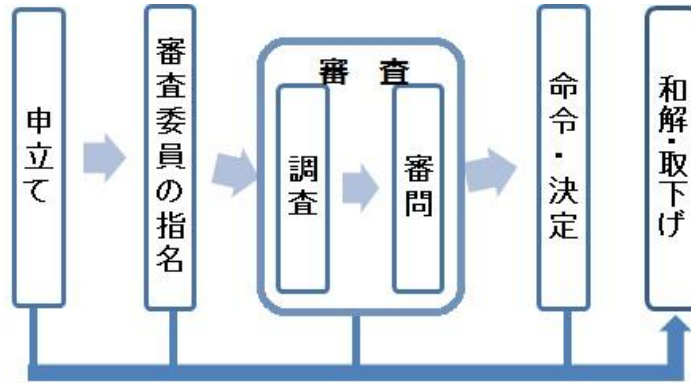 申立て
審査委員の指名
審査
調査
審問
命令・決定
和解・取下げ